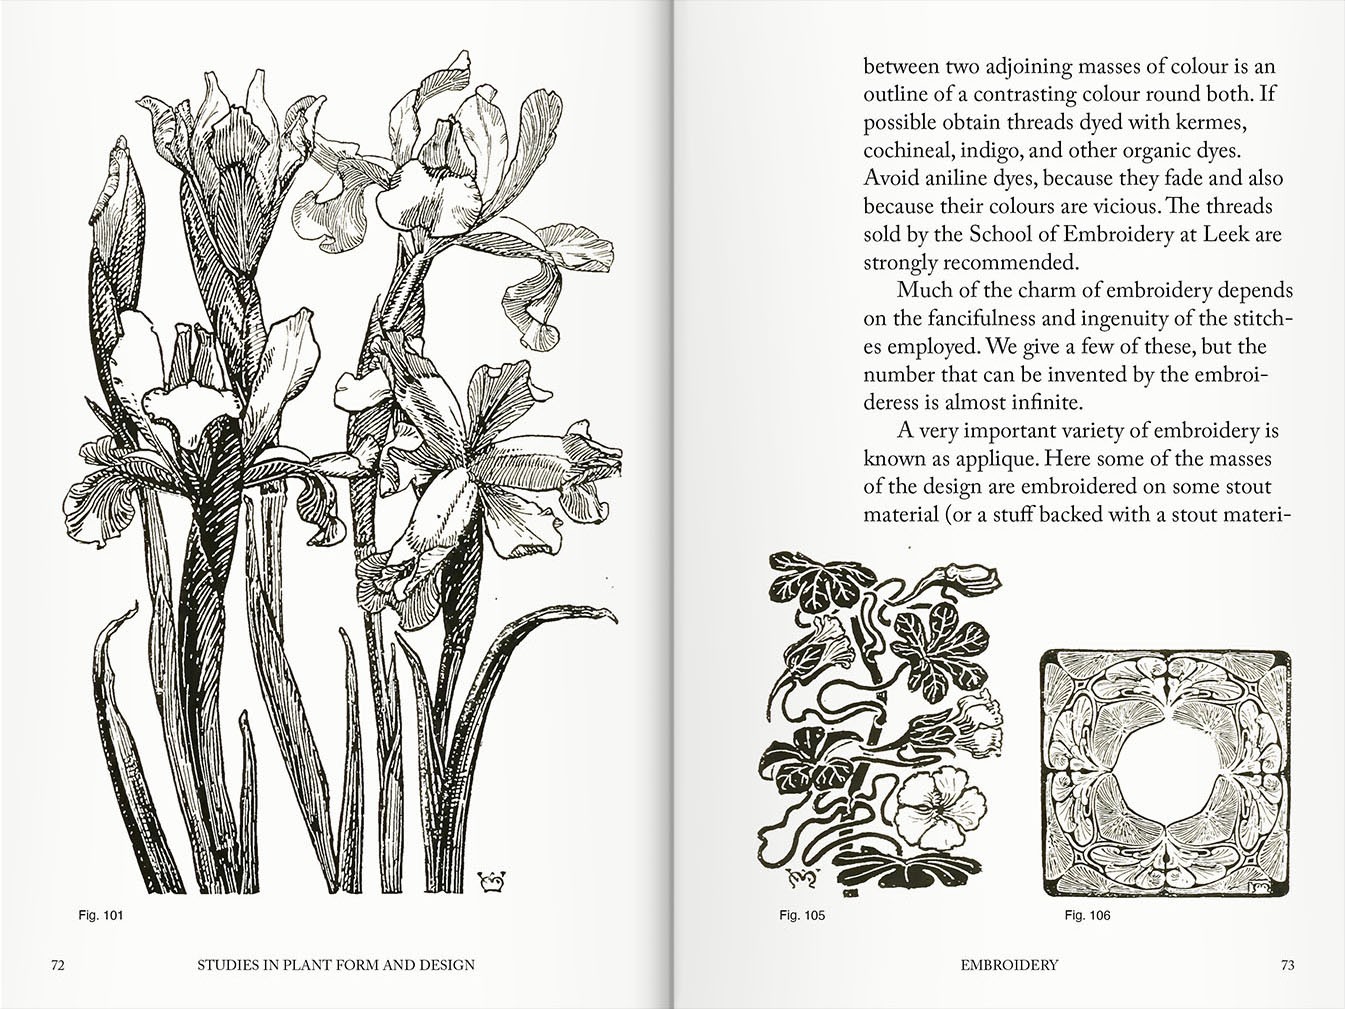 Fig. 101
72
STUDIES IN PLANT FORM AND DESIGN
between two adjoining masses of colour is an
outline of a contrasting colour round both. If
possible obtain threads dyed with kermes,
cochineal, indigo, and other organic dyes.
Avoid aniline dyes, because they fade and also
because their colours are vicious. The threads
sold by the School of Embroidery at Leek are
strongly recommended.
Much of the charm of embroidery depends
on the fancifulness and ingenuity of the stitch-
es employed. We give a few of these, but the
number that can be invented by the embroi-
deress is almost infinite.
A very important variety of embroidery is
known as applique. Here some of the masses
of the design are embroidered on some stout
material (or a stuff backed with a stout materi-
Fig. 105
Fig. 106
EMBROIDERY
73